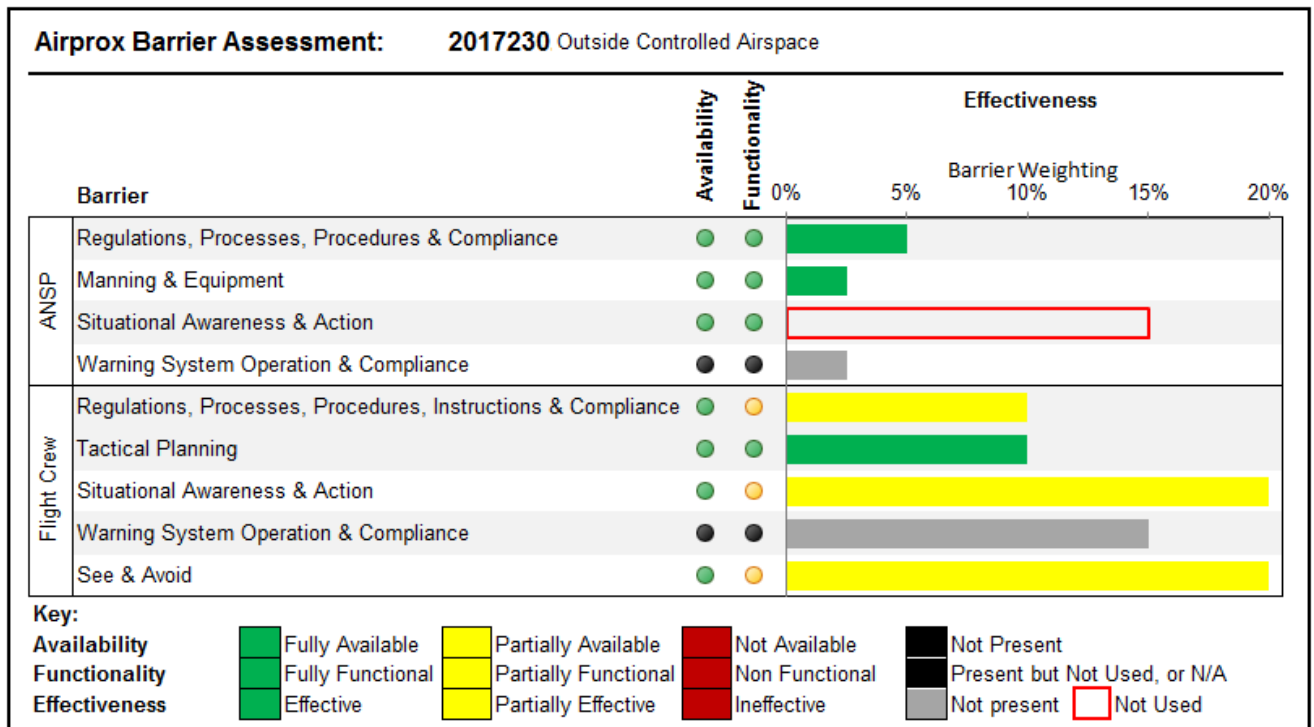 Airprox Barrier Assessment: 2017230 Outside Controlled Airspace
Availability
Functionality
Effectiveness
Barrier Weighting
Barrier
0% 5% 10% 15% 20%
ANSP
Regulations, Processes, Procedures & Compliance
Manning & Equipment
Situational Awareness & Action
Warning System Operation & Compliance
Flight Crew
Regulations, Processes, Procedures, Instructions & Compliance
Tactical Planning
Situational Awareness & Action
Warning System Operation & Compliance
See & Avoid
Key:
Availability Fully Available Partially Available Not Available Not Present
Functionality Fully Functional Partially Functional Non Functional Present but Not Used, or N/A
Effectiveness Effective Partially Effective Ineffective Not present Not Used